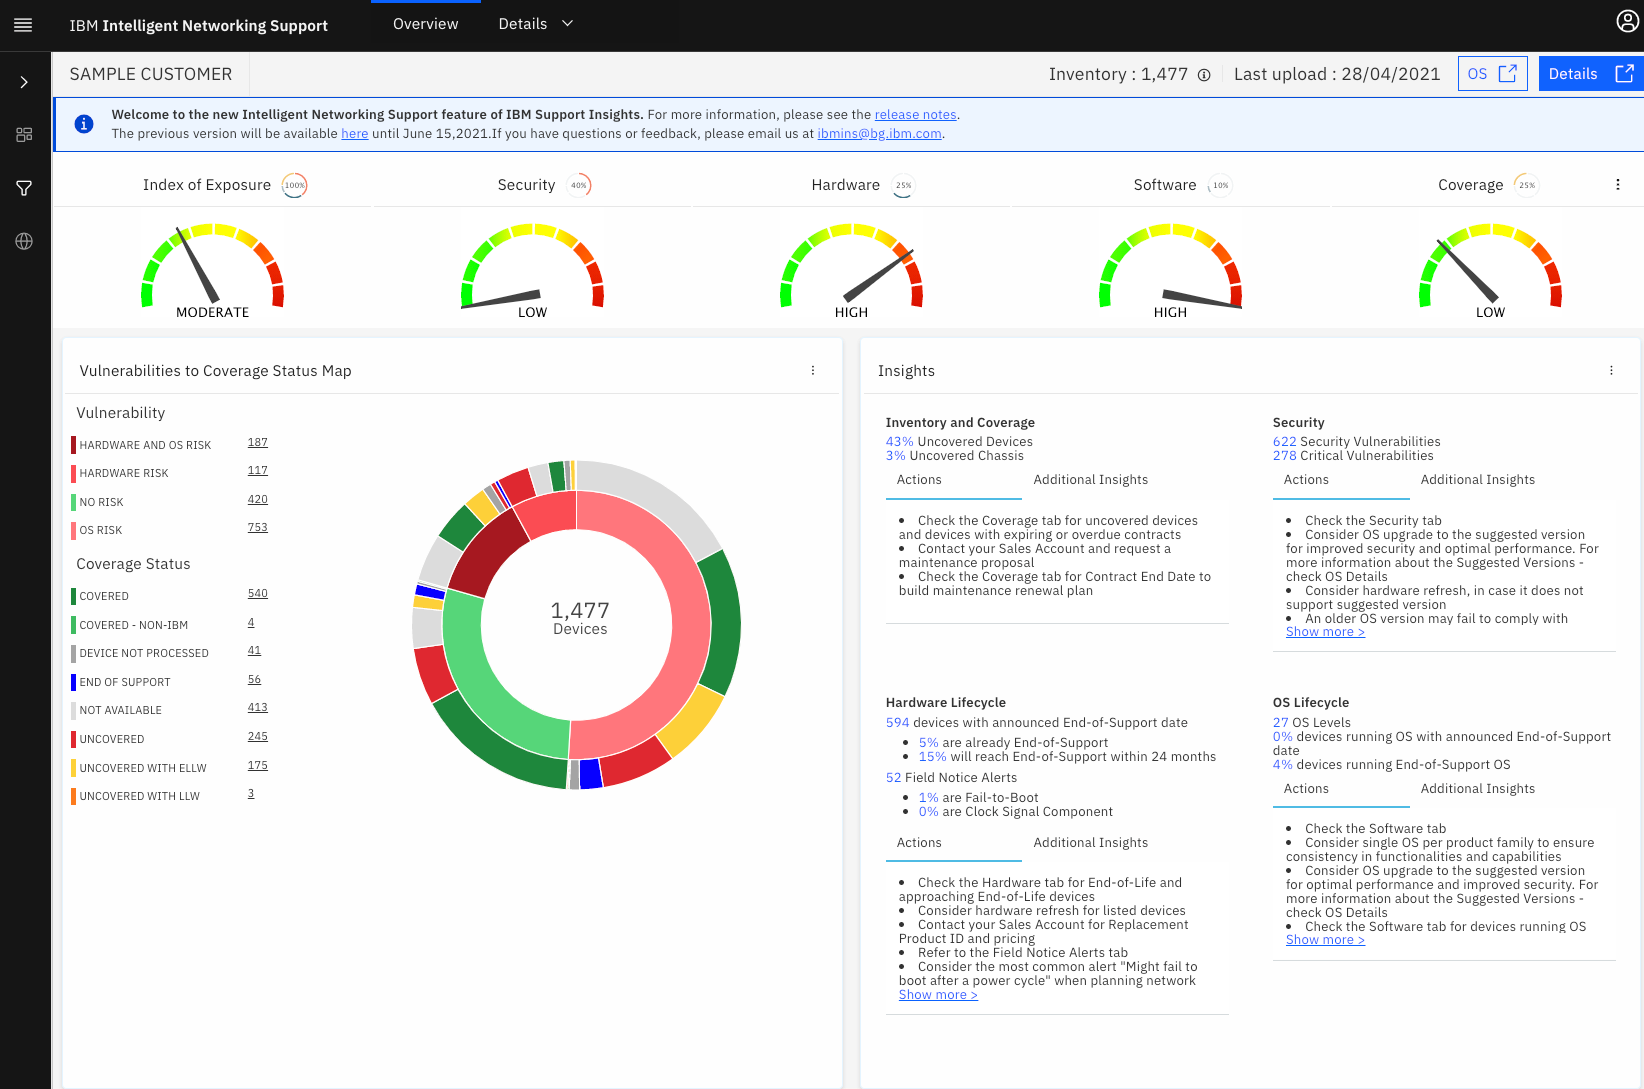 IBM Intelligent Networking Support
Overview
Details
SAMPLE CUSTOMER
Inventory : 1,477
Last upload : 28/04/2021
OS
Details
Welcome to the new Intelligent Networking Support feature of IBM Support Insights. For more information, please see the release notes.
The previous version will be available here until June 15,2021.If you have questions or feedback, please email us at ibmins@bg.ibm.com.
Index of Exposure 100%
Security 40%
Hardware 25%
Software 10%
Coverage 25%
MODERATE
LOW
HIGH
HIGH
LOW
Vulnerabilities to Coverage Status Map
Vulnerability
HARDWARE AND OS RISK 187
HARDWARE RISK 117
NO RISK 420
OS RISK 753
Coverage Status
COVERED 540
COVERED - NON-IBM 4
DEVICE NOT PROCESSED 41
END OF SUPPORT 56
NOT AVAILABLE 413
UNCOVERED 245
UNCOVERED WITH ELLW 175
UNCOVERED WITH LLW 3
1,477
Devices
Insights
Inventory and Coverage
43% Uncovered Devices
3% Uncovered Chassis
Actions
Additional Insights
• Check the Coverage tab for uncovered devices
and devices with expiring or overdue contracts
• Contact your Sales Account and request a
maintenance proposal
• Check the Coverage tab for Contract End Date to
build maintenance renewal plan
Security
622 Security Vulnerabilities
278 Critical Vulnerabilities
Actions
Additional Insights
• Check the Security tab
• Consider OS upgrade to the suggested version
for improved security and optimal performance. For
more information about the Suggested Versions -
check OS Details
• Consider hardware refresh, in case it does not
support suggested version
• An older OS version may fail to comply with
Show more >
Hardware Lifecycle
594 devices with announced End-of-Support date
• 5% are already End-of-Support
• 15% will reach End-of-Support within 24 months
52 Field Notice Alerts
• 1% are Fail-to-Boot
• 0% are Clock Signal Component
Actions
Additional Insights
• Check the Hardware tab for End-of-Life and
approaching End-of-Life devices
• Consider hardware refresh for listed devices
• Contact your Sales Account for Replacement
Product ID and pricing
• Refer to the Field Notice Alerts tab
• Consider the most common alert "Might fail to
boot after a power cycle" when planning network
Show more >
OS Lifecycle
27 OS Levels
0% devices running OS with announced End-of-Support
date
4% devices running End-of-Support OS
Actions
Additional Insights
• Check the Software tab
• Consider single OS per product family to ensure
consistency in functionalities and capabilities
• Consider OS upgrade to the suggested version
for optimal performance and improved security. For
more information about the Suggested Versions -
check OS Details
• Check the Software tab for devices running OS
Show more >